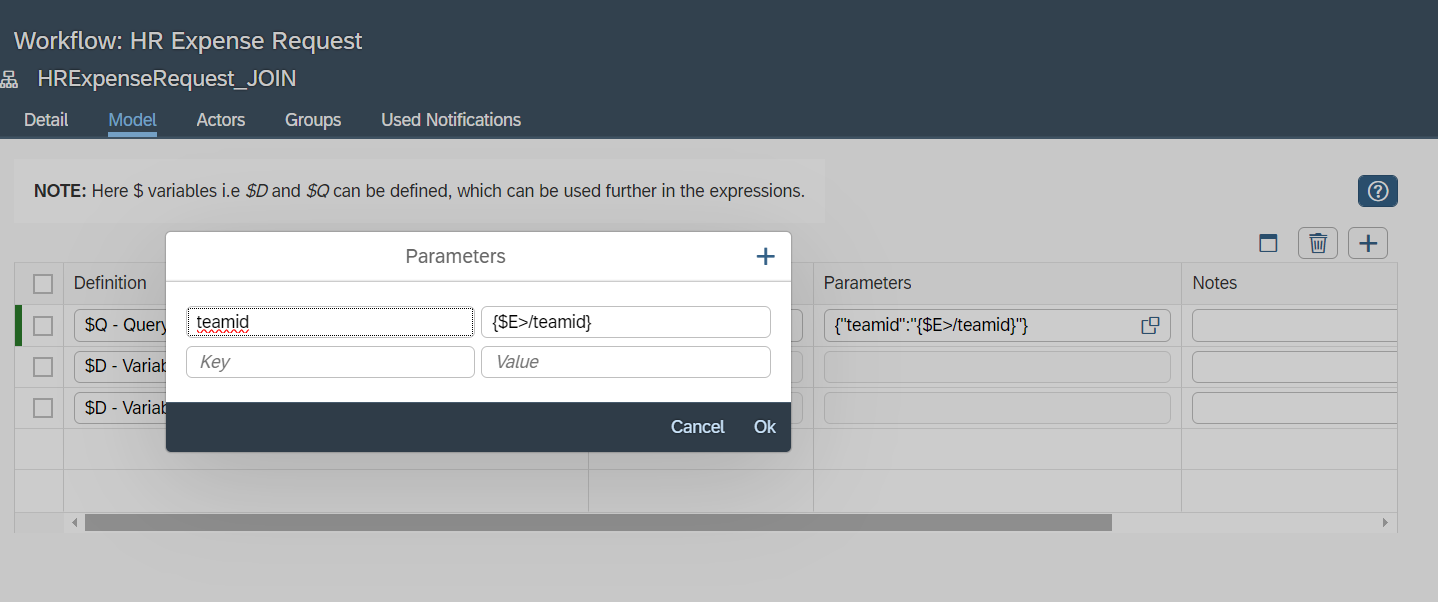 Workflow: HR Expense Request
HRExpenseRequest_JOIN
Detail Model Actors Groups Used Notifications
NOTE: Here $ variables i.e $D and $Q can be defined, which can be used further in the expressions.
Parameters
Definition Parameters Notes
teamid {$E>/teamid}
$Q - Query {"teamid":"{$E>/teamid}"}
Key Value
$D - Variab
$D - Variab
Cancel Ok